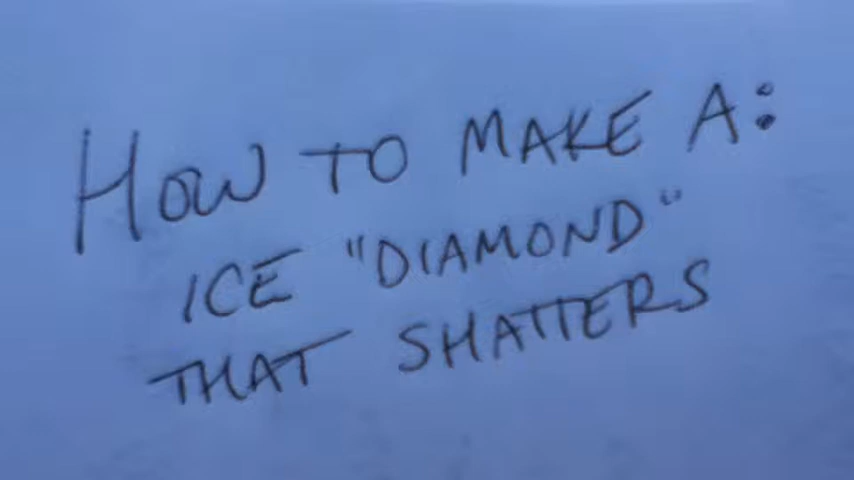 HOW TO MAKE A:
ICE "DIAMOND"
THAT SHATTERS